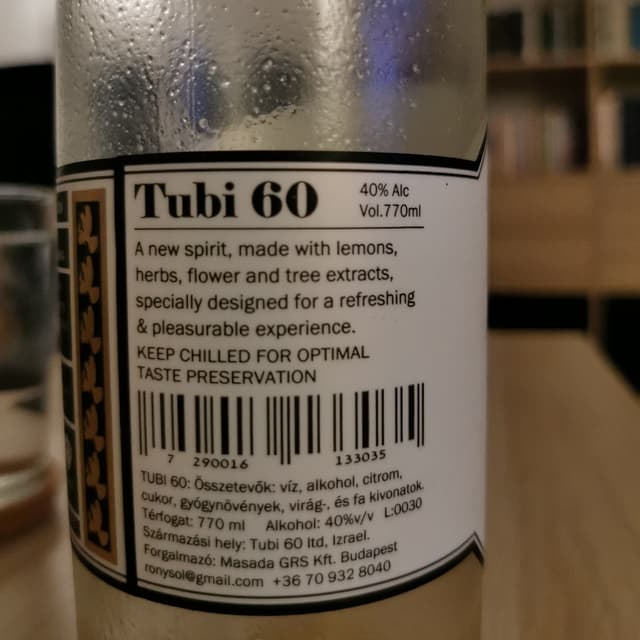 Tubi 60
40% Alc
Vol.770ml
A new spirit, made with lemons,
herbs, flower and tree extracts,
specially designed for a refreshing
& pleasurable experience.
KEEP CHILLED FOR OPTIMAL
TASTE PRESERVATION
7 290016 133035
TUBI 60: Összetevők: víz, alkohol, citrom,
cukor, gyógynövények, virág-, és fa kivonatok.
Térfogat: 770 ml Alkohol: 40%v/v L:0030
Származási hely: Tubi 60 ltd, Izrael.
Forgalmazó: Masada GRS Kft. Budapest
ronysol@gmail.com +36 70 932 8040